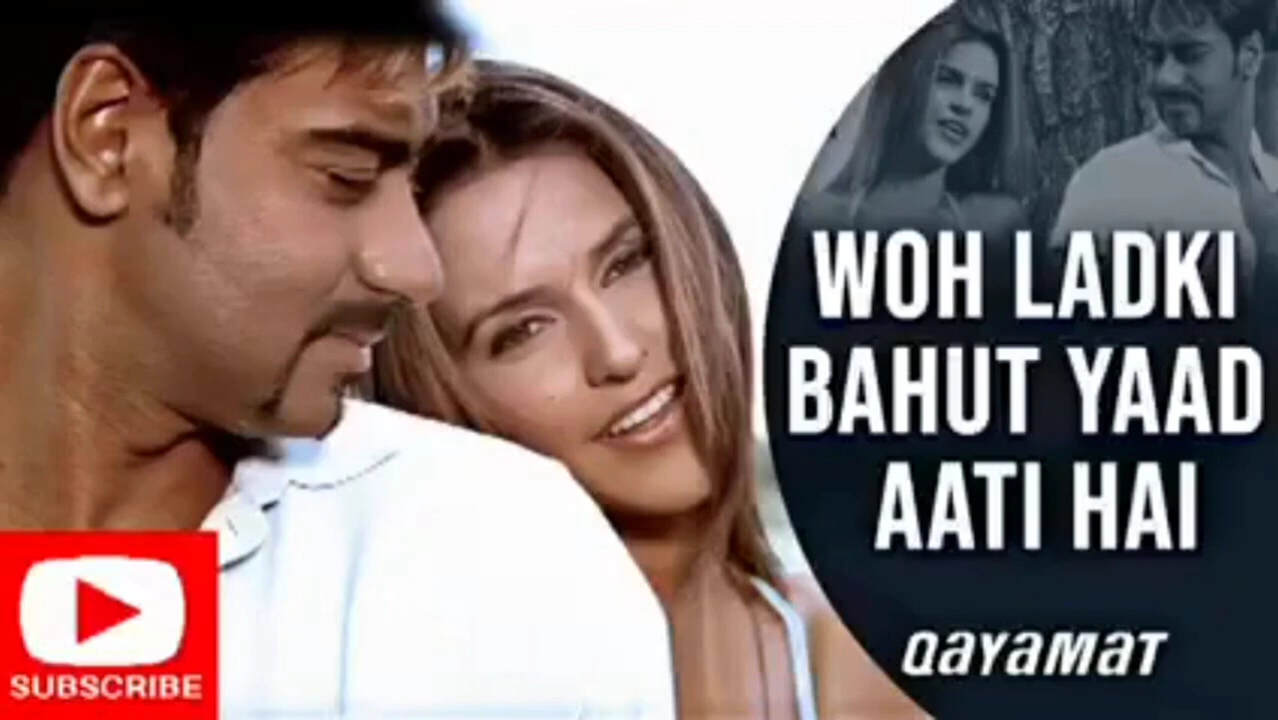 WOH LADKI
BAHUT YAAD
AATI HAI
QAYAMAT
SUBSCRIBE